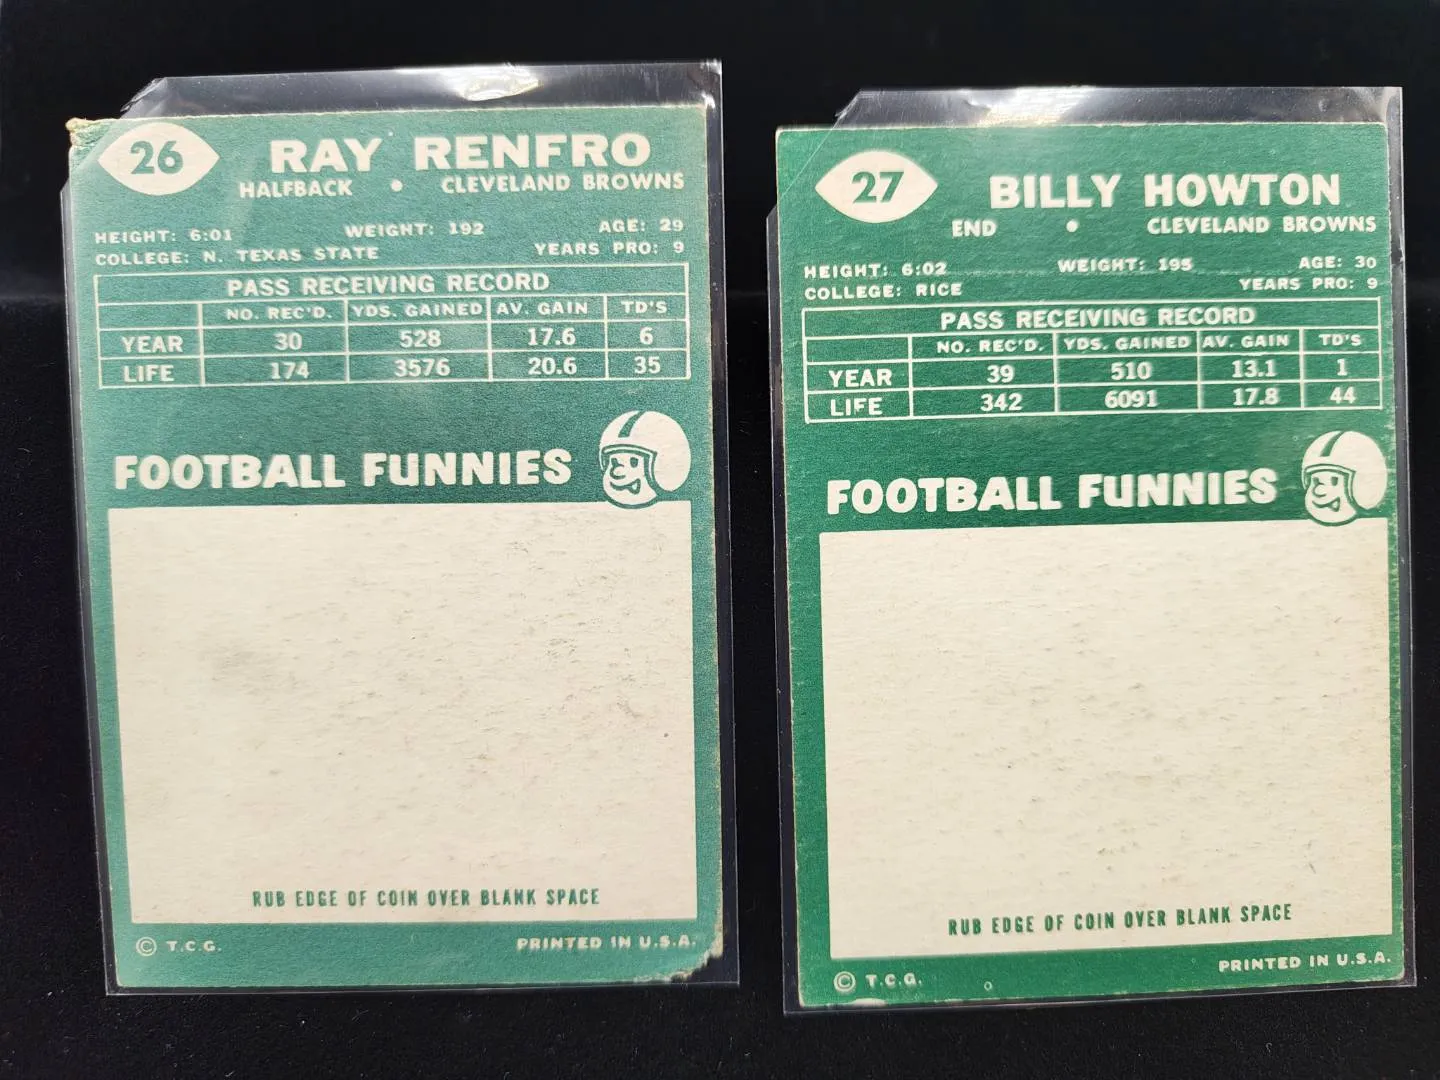 26 RAY RENFRO
HALFBACK • CLEVELAND BROWNS
HEIGHT: 6:01 WEIGHT: 192 AGE: 29
COLLEGE: N. TEXAS STATE YEARS PRO: 9
PASS RECEIVING RECORD
NO. REC'D. YDS. GAINED AV. GAIN TD'S
YEAR 30 528 17.6 6
LIFE 174 3576 20.6 35
FOOTBALL FUNNIES
RUB EDGE OF COIN OVER BLANK SPACE
© T.C.G. PRINTED IN U.S.A.
27 BILLY HOWTON
END • CLEVELAND BROWNS
HEIGHT: 6:02 WEIGHT: 195 AGE: 30
COLLEGE: RICE YEARS PRO: 9
PASS RECEIVING RECORD
NO. REC'D. YDS. GAINED AV. GAIN TD'S
YEAR 39 510 13.1 1
LIFE 342 6091 17.8 44
FOOTBALL FUNNIES
RUB EDGE OF COIN OVER BLANK SPACE
© T.C.G. PRINTED IN U.S.A.